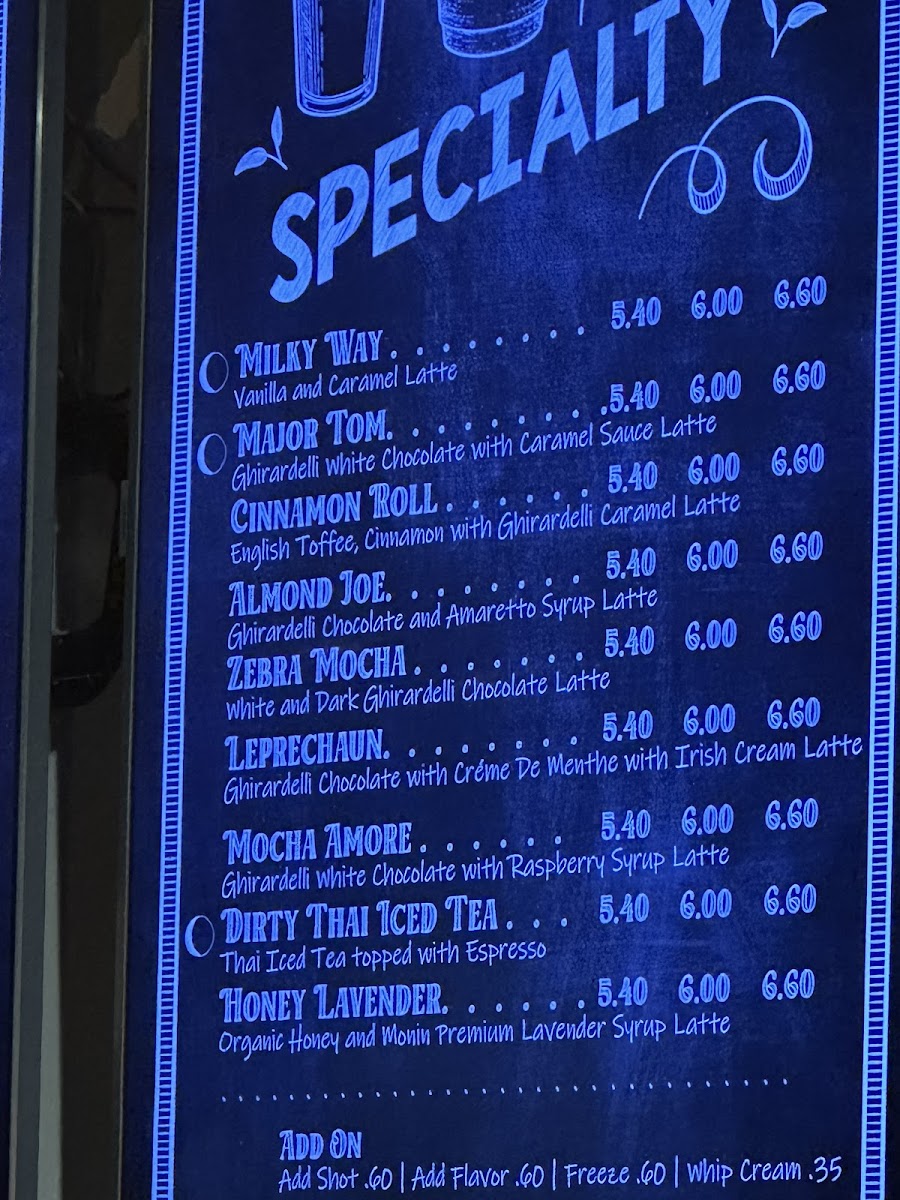 SPECIALTY
MILKY WAY. . . . . . . . 5.40 6.00 6.60
Vanilla and Caramel Latte
MAJOR TOM. . . . . . . . .5.40 6.00 6.60
Ghirardelli White Chocolate with Caramel Sauce Latte
CINNAMON ROLL . . . . . . 5.40 6.00 6.60
English Toffee, Cinnamon with Ghirardelli Caramel Latte
ALMOND JOE. . . . . . . . 5.40 6.00 6.60
Ghirardelli Chocolate and Amaretto Syrup Latte
ZEBRA MOCHA . . . . . . . 5.40 6.00 6.60
White and Dark Ghirardelli Chocolate Latte
LEPRECHAUN. . . . . . . . 5.40 6.00 6.60
Ghirardelli Chocolate with Créme De Menthe with Irish Cream Latte
MOCHA AMORE . . . . . . 5.40 6.00 6.60
Ghirardelli White Chocolate with Raspberry Syrup Latte
DIRTY THAI ICED TEA . . . 5.40 6.00 6.60
Thai Iced Tea topped with Espresso
HONEY LAVENDER. . . . . . 5.40 6.00 6.60
Organic Honey and Monin Premium Lavender Syrup Latte
ADD ON
Add Shot .60 | Add Flavor .60 | Freeze .60 | Whip Cream .35